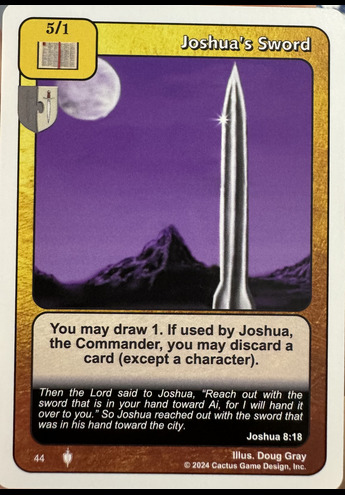 5/1
Joshua's Sword
You may draw 1. If used by Joshua,
the Commander, you may discard a
card (except a character).
Then the Lord said to Joshua, "Reach out with the
sword that is in your hand toward Ai, for I will hand it
over to you." So Joshua reached out with the sword that
was in his hand toward the city.
Joshua 8:18
44
Illus. Doug Gray
© 2024 Cactus Game Design, Inc.